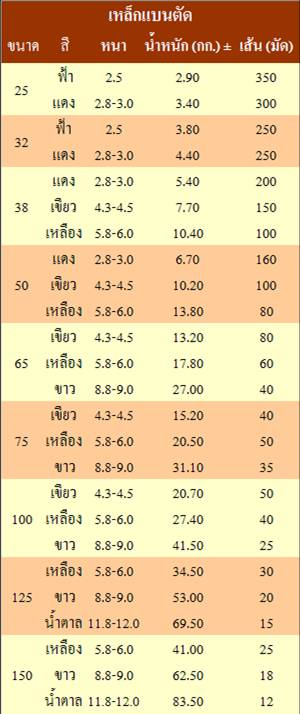 เหล็กแบนตัด
ขนาด สี หนา น้ำหนัก (กก.) ± เส้น (มัด)
25 ฟ้า 2.5 2.90 350
แดง 2.8-3.0 3.40 300
32 ฟ้า 2.5 3.80 250
แดง 2.8-3.0 4.40 250
38 แดง 2.8-3.0 5.40 200
เขียว 4.3-4.5 7.70 150
เหลือง 5.8-6.0 10.40 100
50 แดง 2.8-3.0 6.70 160
เขียว 4.3-4.5 10.20 100
เหลือง 5.8-6.0 13.80 80
65 เขียว 4.3-4.5 13.20 80
เหลือง 5.8-6.0 17.80 60
ขาว 8.8-9.0 27.00 40
75 เขียว 4.3-4.5 15.20 40
เหลือง 5.8-6.0 20.50 50
ขาว 8.8-9.0 31.10 35
100 เขียว 4.3-4.5 20.70 50
เหลือง 5.8-6.0 27.40 40
ขาว 8.8-9.0 41.50 25
125 เหลือง 5.8-6.0 34.50 30
ขาว 8.8-9.0 53.00 20
น้ำตาล 11.8-12.0 69.50 15
150 เหลือง 5.8-6.0 41.00 25
ขาว 8.8-9.0 62.50 18
น้ำตาล 11.8-12.0 83.50 12